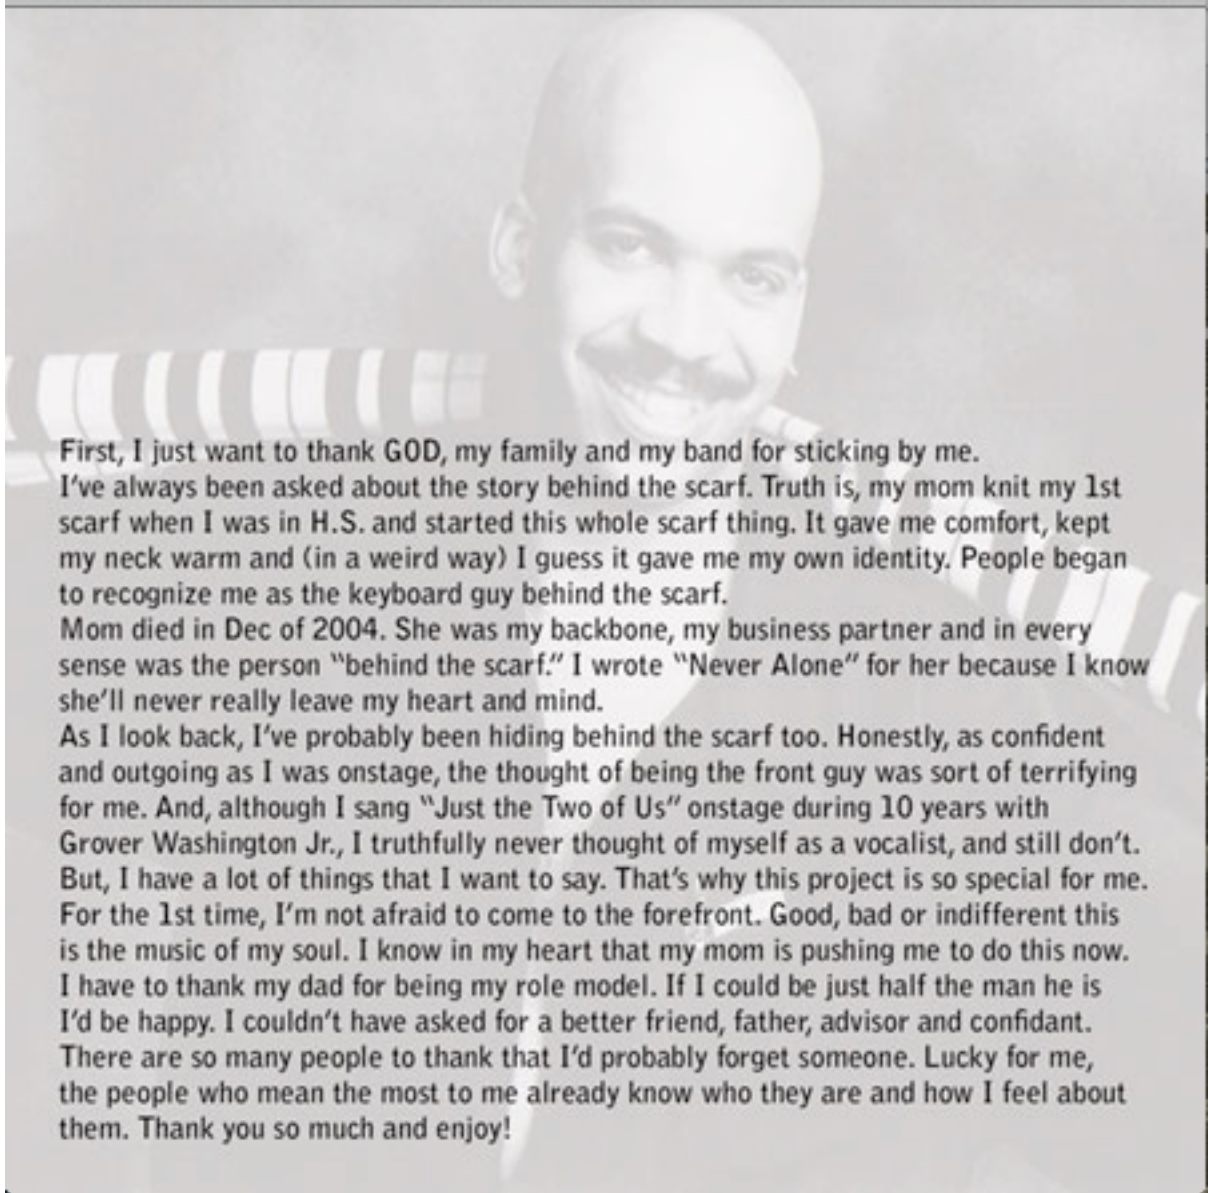 First, I just want to thank GOD, my family and my band for sticking by me.
I've always been asked about the story behind the scarf. Truth is, my mom knit my 1st
scarf when I was in H.S. and started this whole scarf thing. It gave me comfort, kept
my neck warm and (in a weird way) I guess it gave me my own identity. People began
to recognize me as the keyboard guy behind the scarf.
Mom died in Dec of 2004. She was my backbone, my business partner and in every
sense was the person “behind the scarf.” I wrote “Never Alone” for her because I know
she'll never really leave my heart and mind.
As I look back, I've probably been hiding behind the scarf too. Honestly, as confident
and outgoing as I was onstage, the thought of being the front guy was sort of terrifying
for me. And, although I sang “Just the Two of Us” onstage during 10 years with
Grover Washington Jr., I truthfully never thought of myself as a vocalist, and still don't.
But, I have a lot of things that I want to say. That's why this project is so special for me.
For the 1st time, I'm not afraid to come to the forefront. Good, bad or indifferent this
is the music of my soul. I know in my heart that my mom is pushing me to do this now.
I have to thank my dad for being my role model. If I could be just half the man he is
I'd be happy. I couldn't have asked for a better friend, father, advisor and confidant.
There are so many people to thank that I'd probably forget someone. Lucky for me,
the people who mean the most to me already know who they are and how I feel about
them. Thank you so much and enjoy!